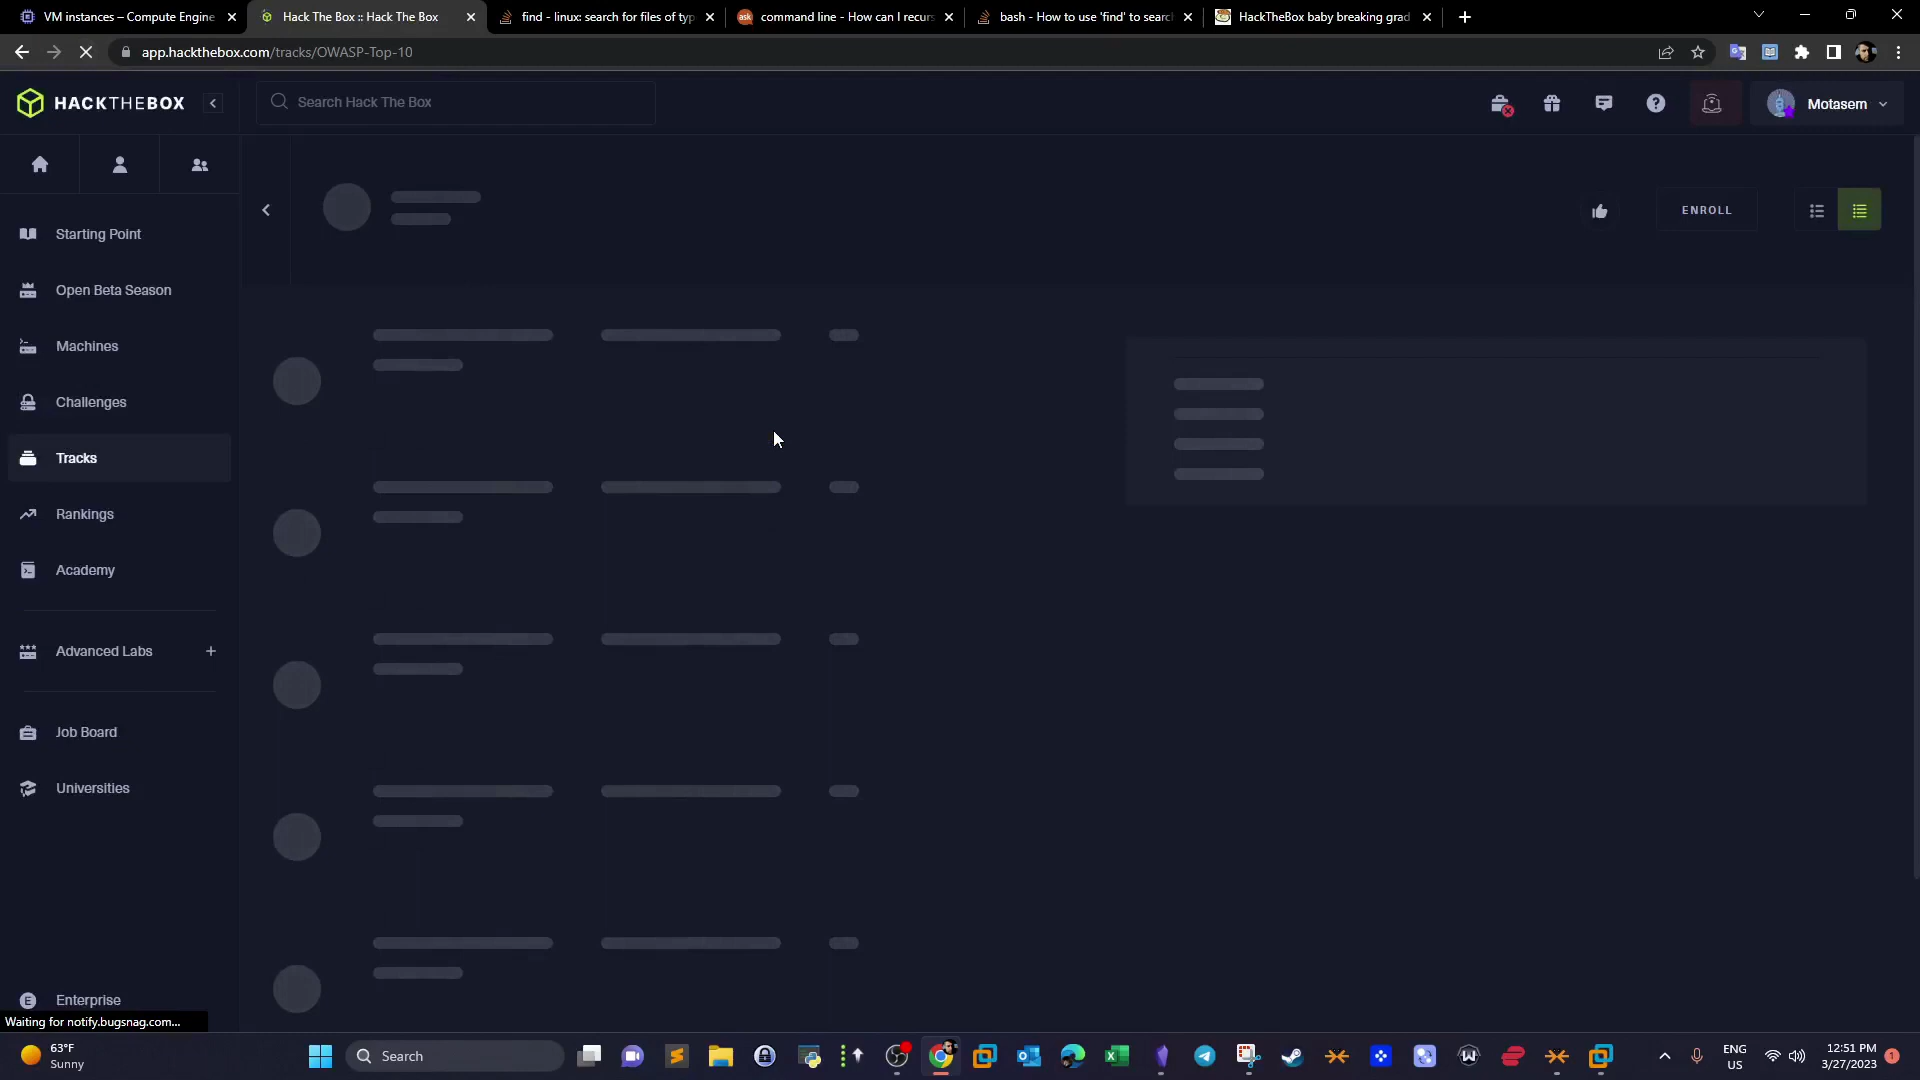 VM instances – Compute Engine
Hack The Box :: Hack The Box
find - linux: search for files of typ
ask
command line - How can I recurs
bash - How to use 'find' to searc
HackTheBox baby breaking grad
app.hackthebox.com/tracks/OWASP-Top-10
HACKTHEBOX
Search Hack The Box
Motasem
ENROLL
Starting Point
Open Beta Season
Machines
Challenges
Tracks
Rankings
Academy
Advanced Labs +
Job Board
Universities
E Enterprise
Waiting for notify.bugsnag.com...
63°F
Sunny
Search
ENG
US
12:51 PM
3/27/2023
1